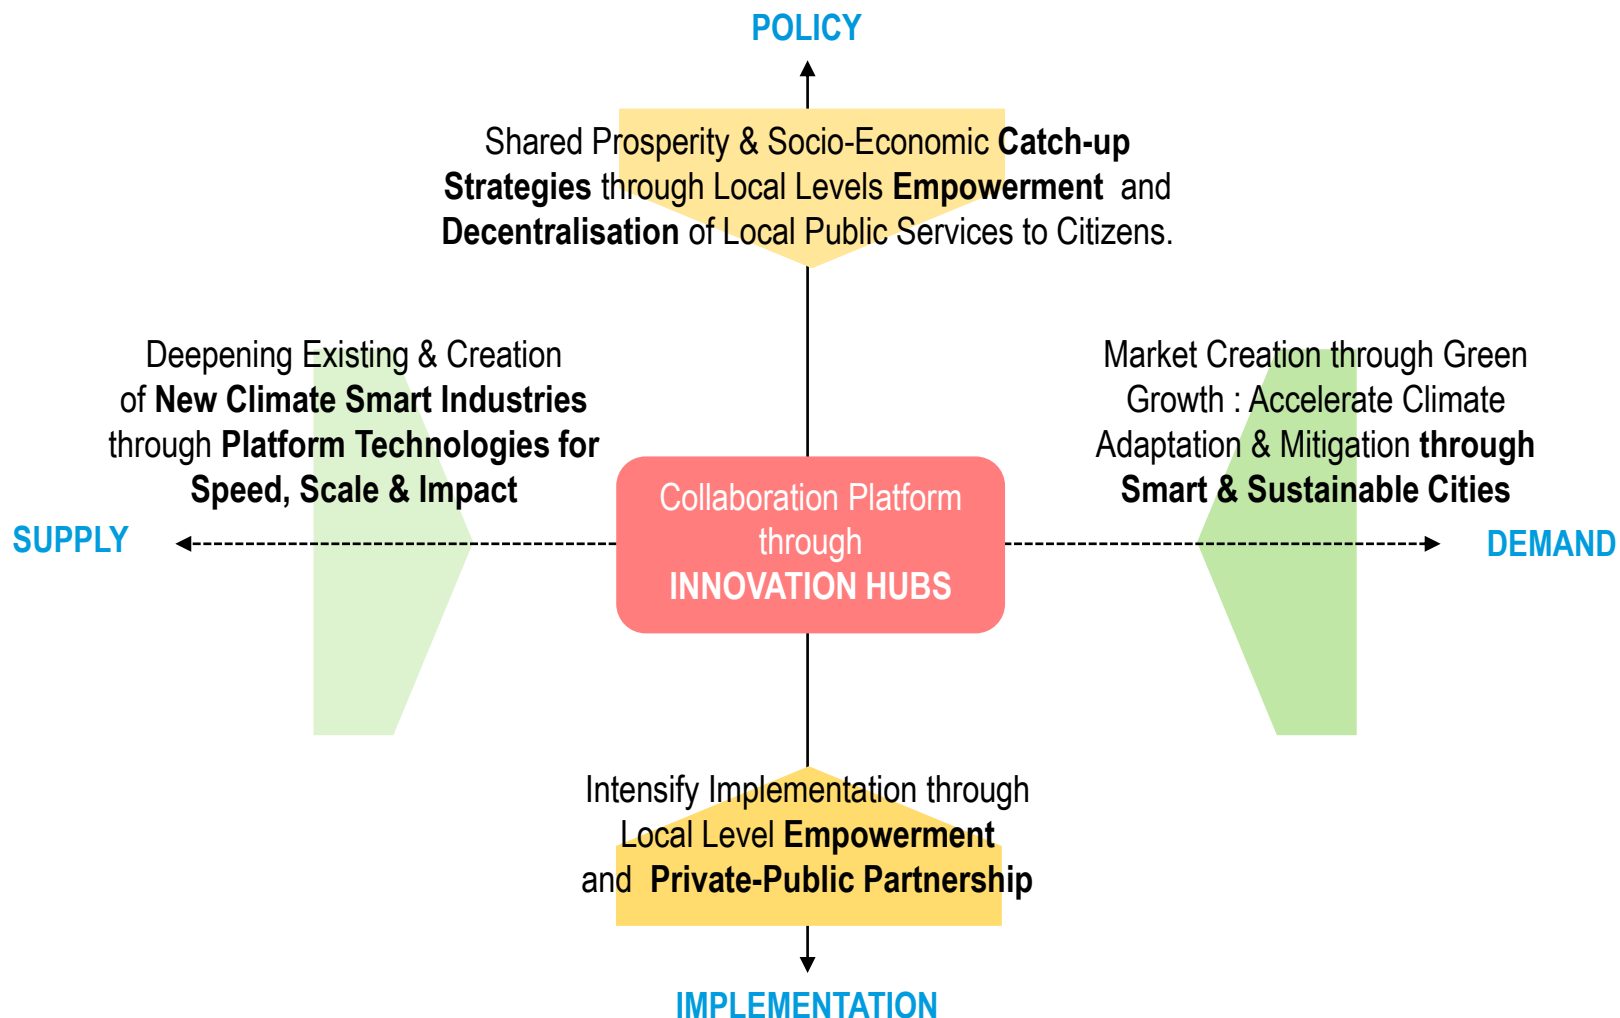 POLICY
Shared Prosperity & Socio-Economic Catch-up
Strategies through Local Levels Empowerment and
Decentralisation of Local Public Services to Citizens.
Deepening Existing & Creation
of New Climate Smart Industries
through Platform Technologies for
Speed, Scale & Impact
Market Creation through Green
Growth : Accelerate Climate
Adaptation & Mitigation through
Smart & Sustainable Cities
SUPPLY
Collaboration Platform
through
INNOVATION HUBS
DEMAND
Intensify Implementation through
Local Level Empowerment
and Private-Public Partnership
IMPLEMENTATION